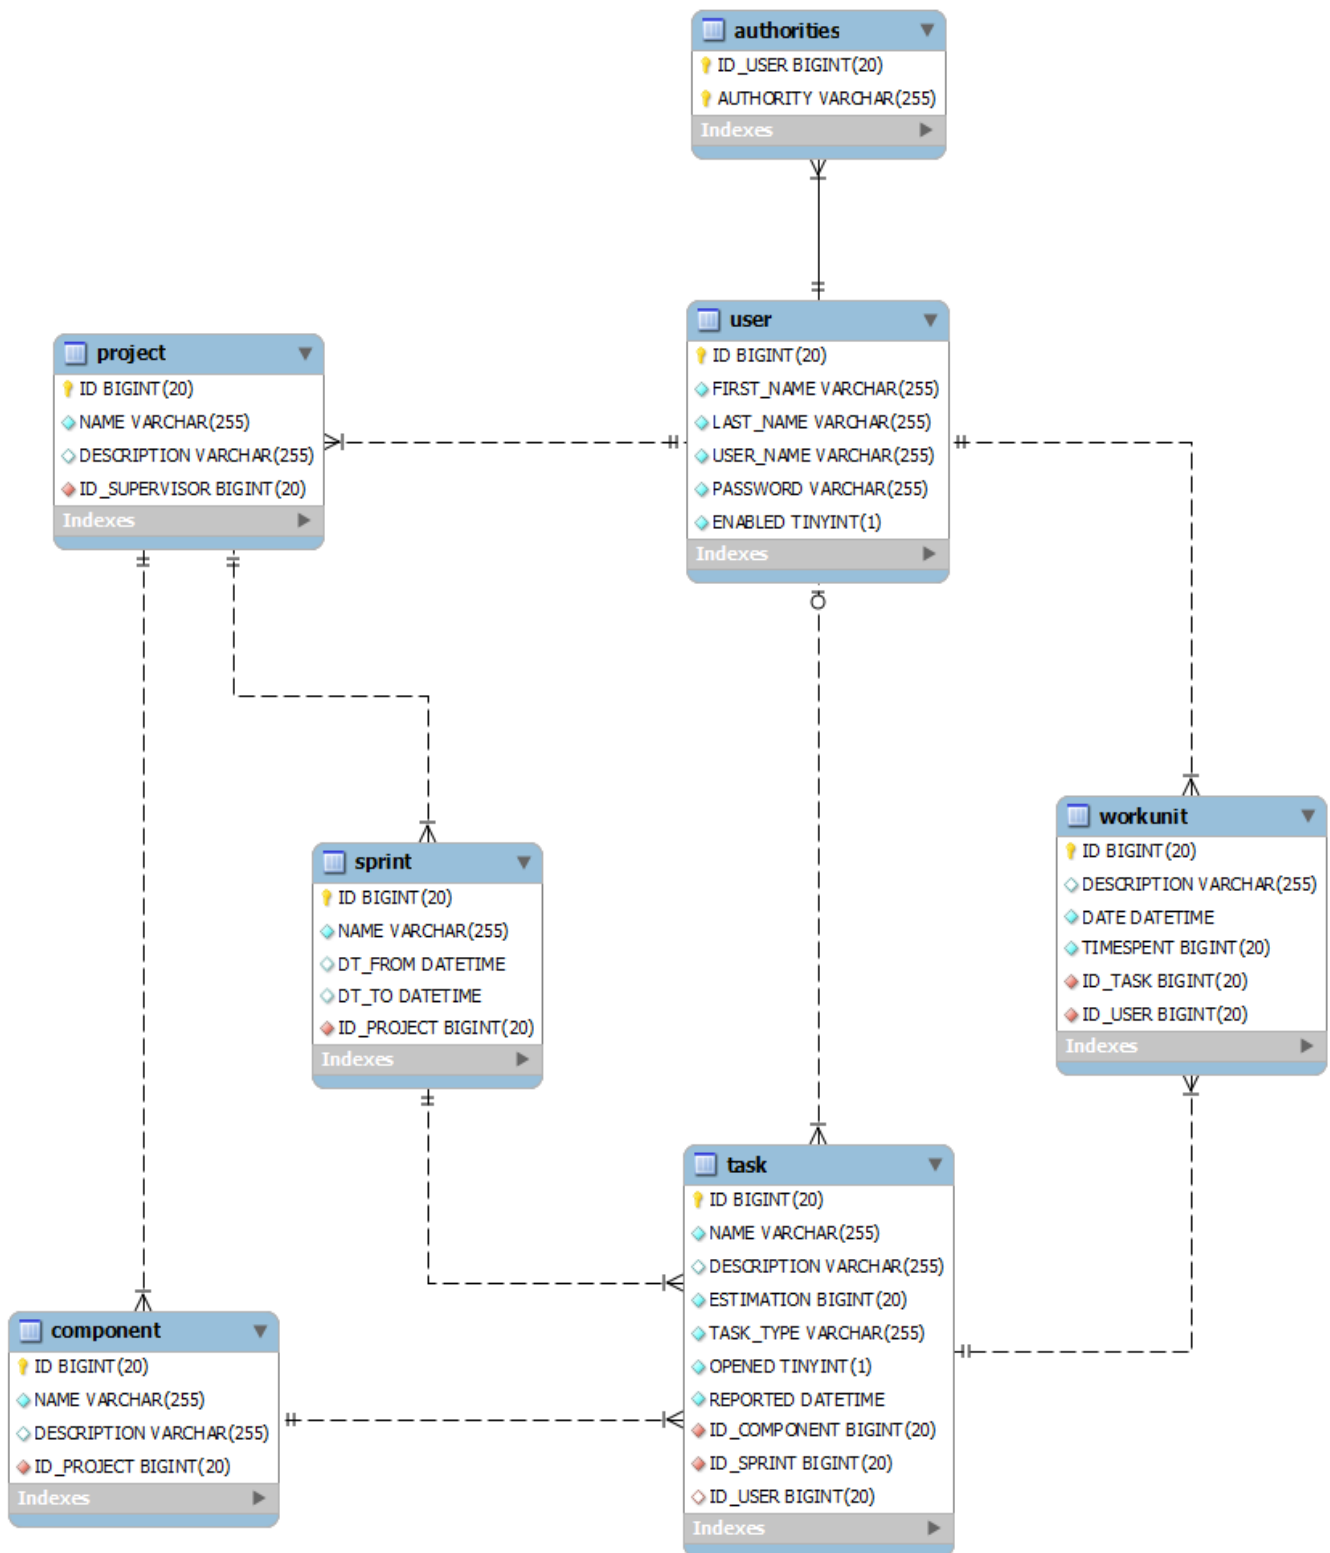 authorities
ID_USER BIGINT(20)
AUTHORITY VARCHAR(255)
Indexes
user
ID BIGINT(20)
FIRST_NAME VARCHAR(255)
LAST_NAME VARCHAR(255)
USER_NAME VARCHAR(255)
PASSWORD VARCHAR(255)
ENABLED TINYINT(1)
Indexes
project
ID BIGINT(20)
NAME VARCHAR(255)
DESCRIPTION VARCHAR(255)
ID_SUPERVISOR BIGINT(20)
Indexes
workunit
ID BIGINT(20)
DESCRIPTION VARCHAR(255)
DATE DATETIME
TIMESPENT BIGINT(20)
ID_TASK BIGINT(20)
ID_USER BIGINT(20)
Indexes
sprint
ID BIGINT(20)
NAME VARCHAR(255)
DT_FROM DATETIME
DT_TO DATETIME
ID_PROJECT BIGINT(20)
Indexes
task
ID BIGINT(20)
NAME VARCHAR(255)
DESCRIPTION VARCHAR(255)
ESTIMATION BIGINT(20)
TASK_TYPE VARCHAR(255)
OPENED TINYINT(1)
REPORTED DATETIME
ID_COMPONENT BIGINT(20)
ID_SPRINT BIGINT(20)
ID_USER BIGINT(20)
Indexes
component
ID BIGINT(20)
NAME VARCHAR(255)
DESCRIPTION VARCHAR(255)
ID_PROJECT BIGINT(20)
Indexes